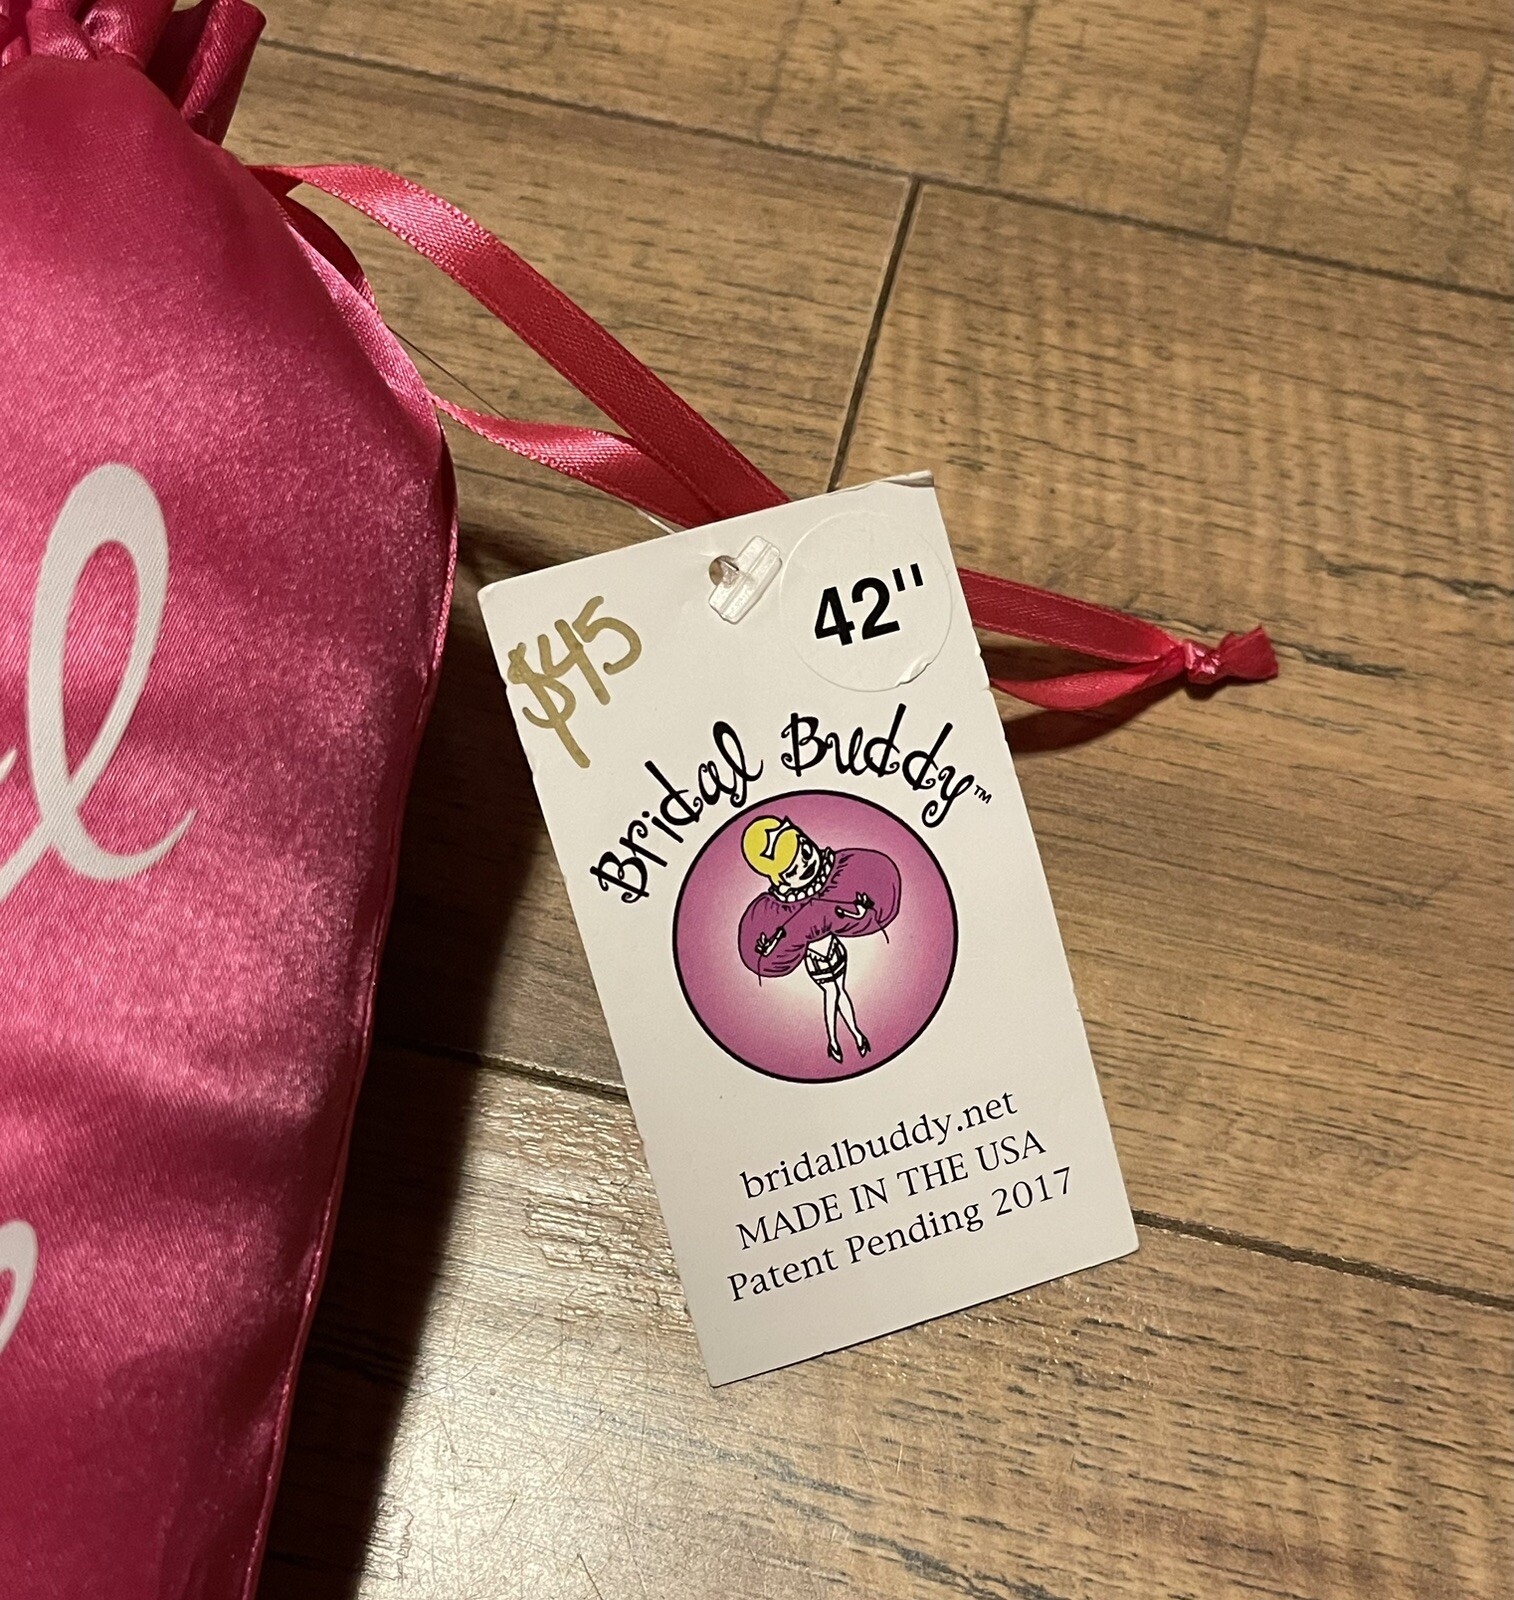 $45
42"
Bridal Buddy™
bridalbuddy.net
MADE IN THE USA
Patent Pending 2017